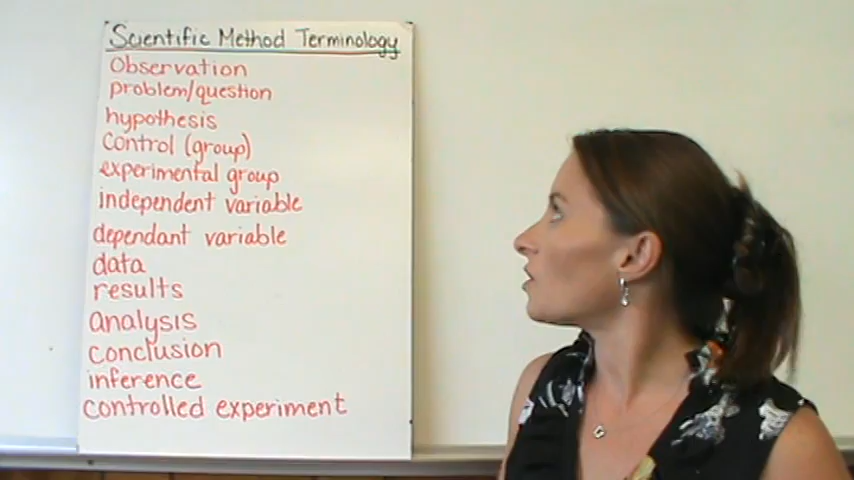 Scientific Method Terminology
Observation
problem/question
hypothesis
control (group)
experimental group
independent variable
dependant variable
data
results
analysis
conclusion
inference
controlled experiment